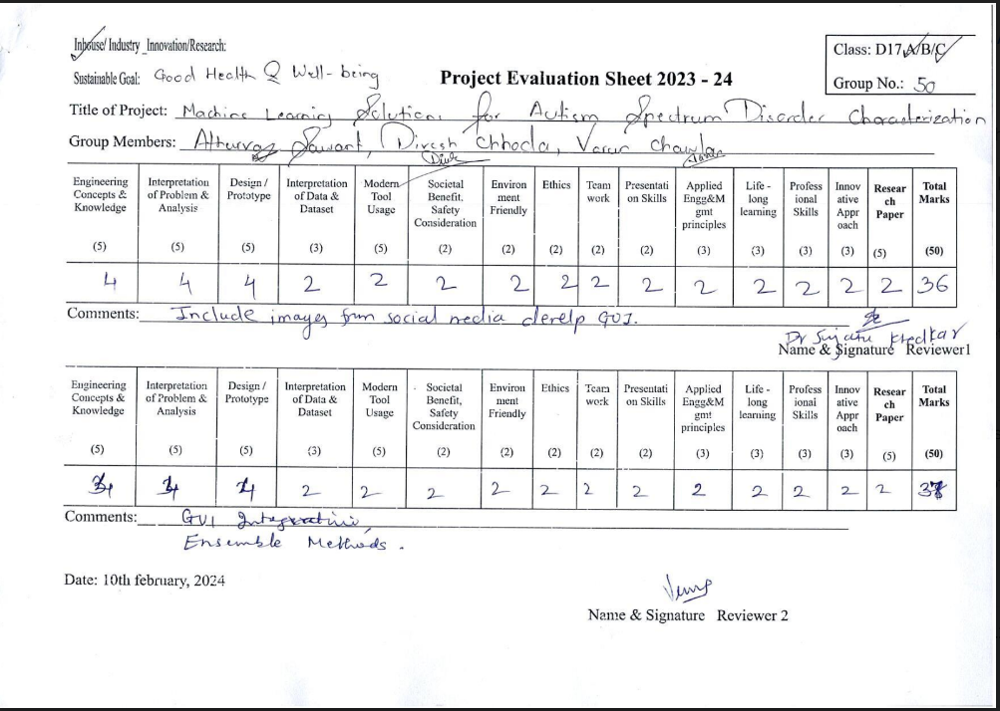 Inhouse/ Industry_Innovation/Research:
Class: D17A/B/C
Sustainable Goal: Good Health & Well-being
Project Evaluation Sheet 2023 - 24
Group No.: 50
Title of Project: Machine Learning Solutions for Autism Spectrum Disorder Characterization
Group Members: Atharvaa Sawant, Divesh Chhoda, Varun Chawlan
Engineering Concepts & Knowledge (5) Interpretation of Problem & Analysis (5) Design / Prototype (5) Interpretation of Data & Dataset (3) Modern Tool Usage (5) Societal Benefit, Safety Consideration (2) Environ ment Friendly (2) Ethics (2) Team work (2) Presentati on Skills (2) Applied Engg&M gmt principles (3) Life - long learning (3) Profess ional Skills (3) Innov ative Appr oach (3) Resear ch Paper (5) Total Marks (50)
4 4 4 2 2 2 2 2 2 2 2 2 2 2 2 36
Comments: Include images from social media develp GUI.
Dr Sujata Khedkar
Name & Signature Reviewer1
Engineering Concepts & Knowledge (5) Interpretation of Problem & Analysis (5) Design / Prototype (5) Interpretation of Data & Dataset (3) Modern Tool Usage (5) Societal Benefit, Safety Consideration (2) Environ ment Friendly (2) Ethics (2) Team work (2) Presentati on Skills (2) Applied Engg&M gmt principles (3) Life - long learning (3) Profess ional Skills (3) Innov ative Appr oach (3) Resear ch Paper (5) Total Marks (50)
4 4 4 2 2 2 2 2 2 2 2 2 2 2 2
Comments: GUI Integration,
Ensemble Methods.
Date: 10th february, 2024
Name & Signature Reviewer 2